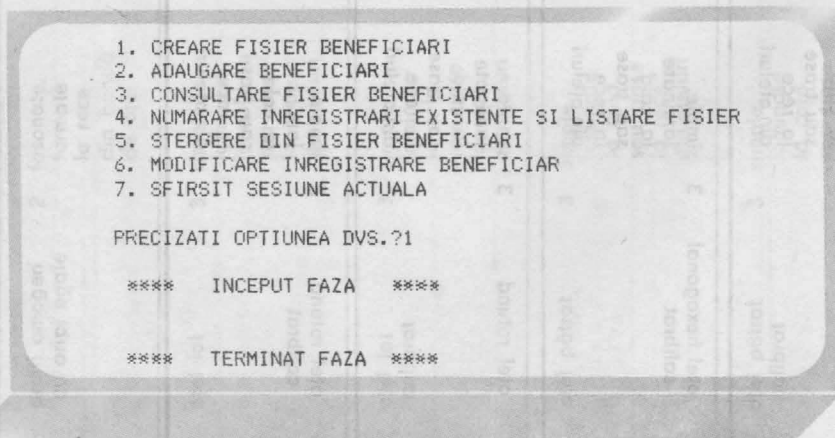 1. CREARE FISIER BENEFICIARI
2. ADAUGARE BENEFICIARI
3. CONSULTARE FISIER BENEFICIARI
4. NUMARARE INREGISTRARI EXISTENTE SI LISTARE FISIER
5. STERGERE DIN FISIER BENEFICIARI
6. MODIFICARE INREGISTRARE BENEFICIAR
7. SFIRSIT SESIUNE ACTUALA
PRECIZATI OPTIUNEA DVS.?1
**** INCEPUT FAZA ****
**** TERMINAT FAZA ****